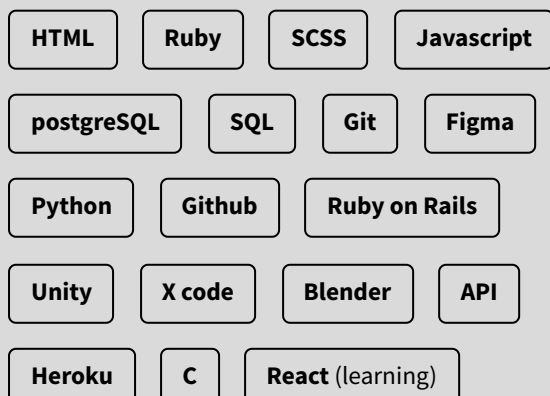 HTML Ruby SCSS Javascript
postgreSQL SQL Git Figma
Python Github Ruby on Rails
Unity X code Blender API
Heroku C React (learning)